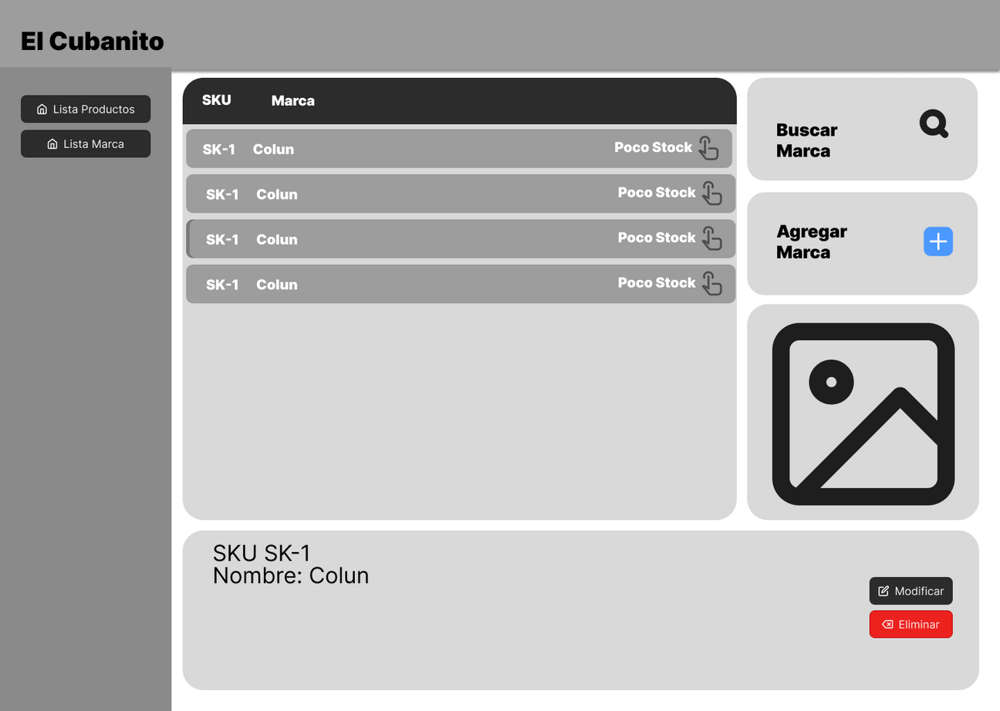 El Cubanito
Lista Productos
Lista Marca
SKU Marca
SK-1 Colun Poco Stock
SK-1 Colun Poco Stock
SK-1 Colun Poco Stock
SK-1 Colun Poco Stock
Buscar
Marca
Agregar
Marca
SKU SK-1
Nombre: Colun
Modificar
Eliminar